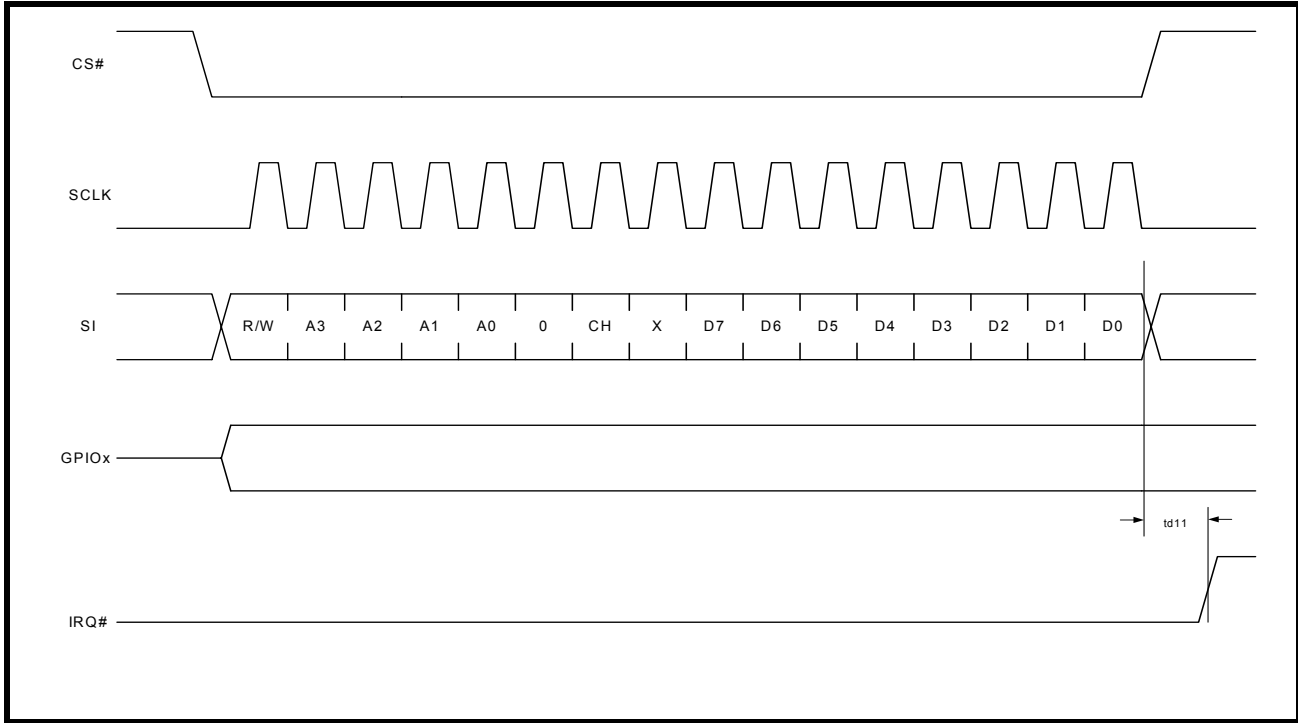 CS#
SCLK
SI R/W A3 A2 A1 A0 0 CH X D7 D6 D5 D4 D3 D2 D1 D0
GPIOx
td11
IRQ#